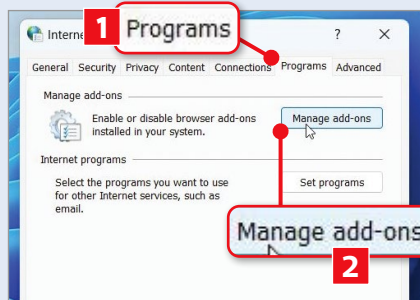 Interne
1 Programs
? ×
General Security Privacy Content Connections Programs Advanced
Manage add-ons
Enable or disable browser add-ons
installed in your system.
Manage add-ons
Internet programs
Select the programs you want to use
for other Internet services, such as
email.
Set programs
Manage add-ons
2